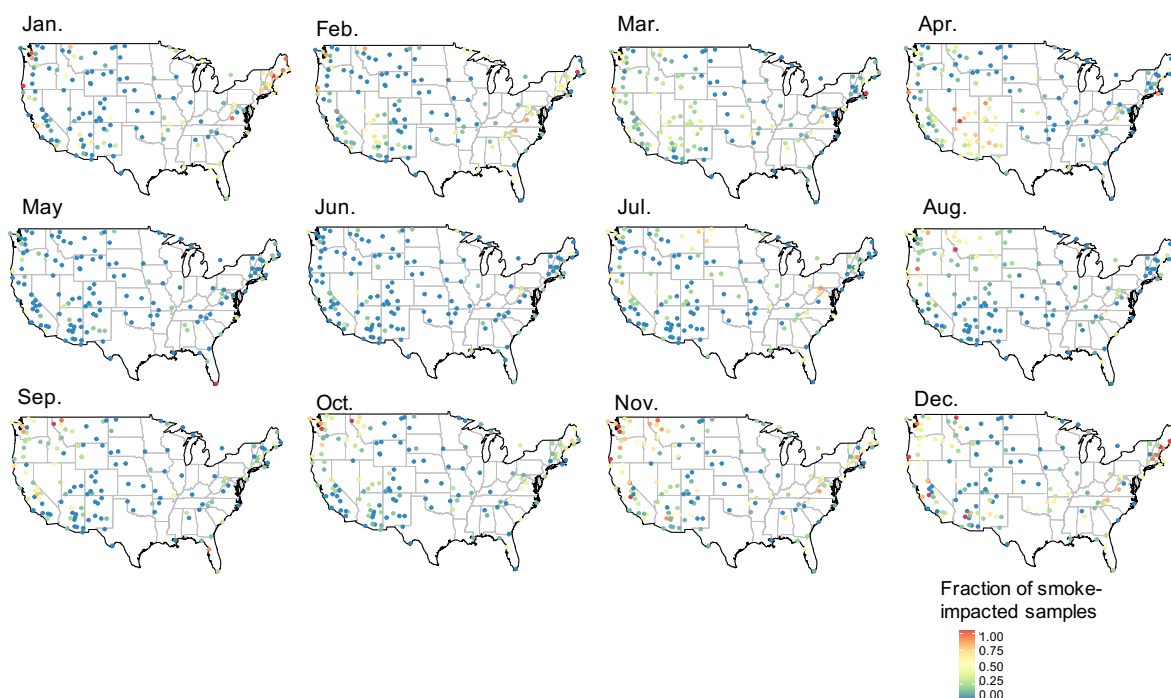 Jan.
Feb.
Mar.
Apr.
May
Jun.
Jul.
Aug.
Sep.
Oct.
Nov.
Dec.
Fraction of smoke-
impacted samples
1.00
0.75
0.50
0.25
0.00